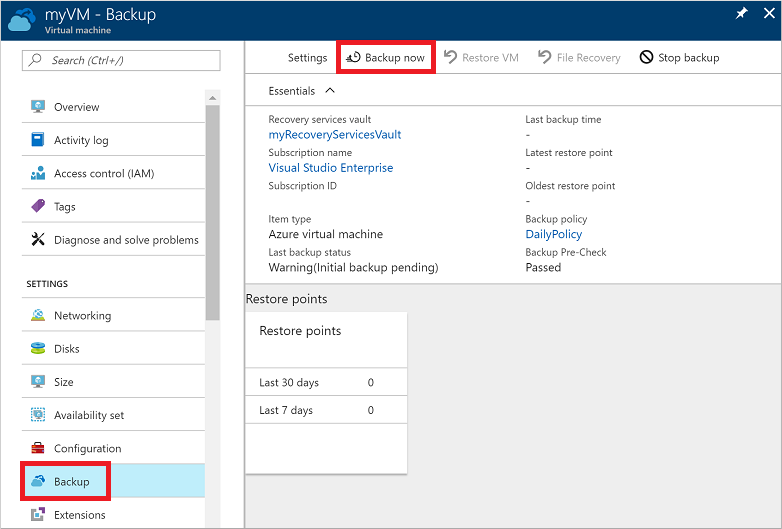 myVM - Backup
Virtual machine
Search (Ctrl+/)
Overview
Activity log
Access control (IAM)
Tags
Diagnose and solve problems
SETTINGS
Networking
Disks
Size
Availability set
Configuration
Backup
Extensions
Settings Backup now Restore VM File Recovery Stop backup
Essentials
Recovery services vault
myRecoveryServicesVault
Subscription name
Visual Studio Enterprise
Subscription ID
Item type
Azure virtual machine
Last backup status
Warning(Initial backup pending)
Last backup time
-
Latest restore point
-
Oldest restore point
-
Backup policy
DailyPolicy
Backup Pre-Check
Passed
Restore points
Restore points
Last 30 days 0
Last 7 days 0